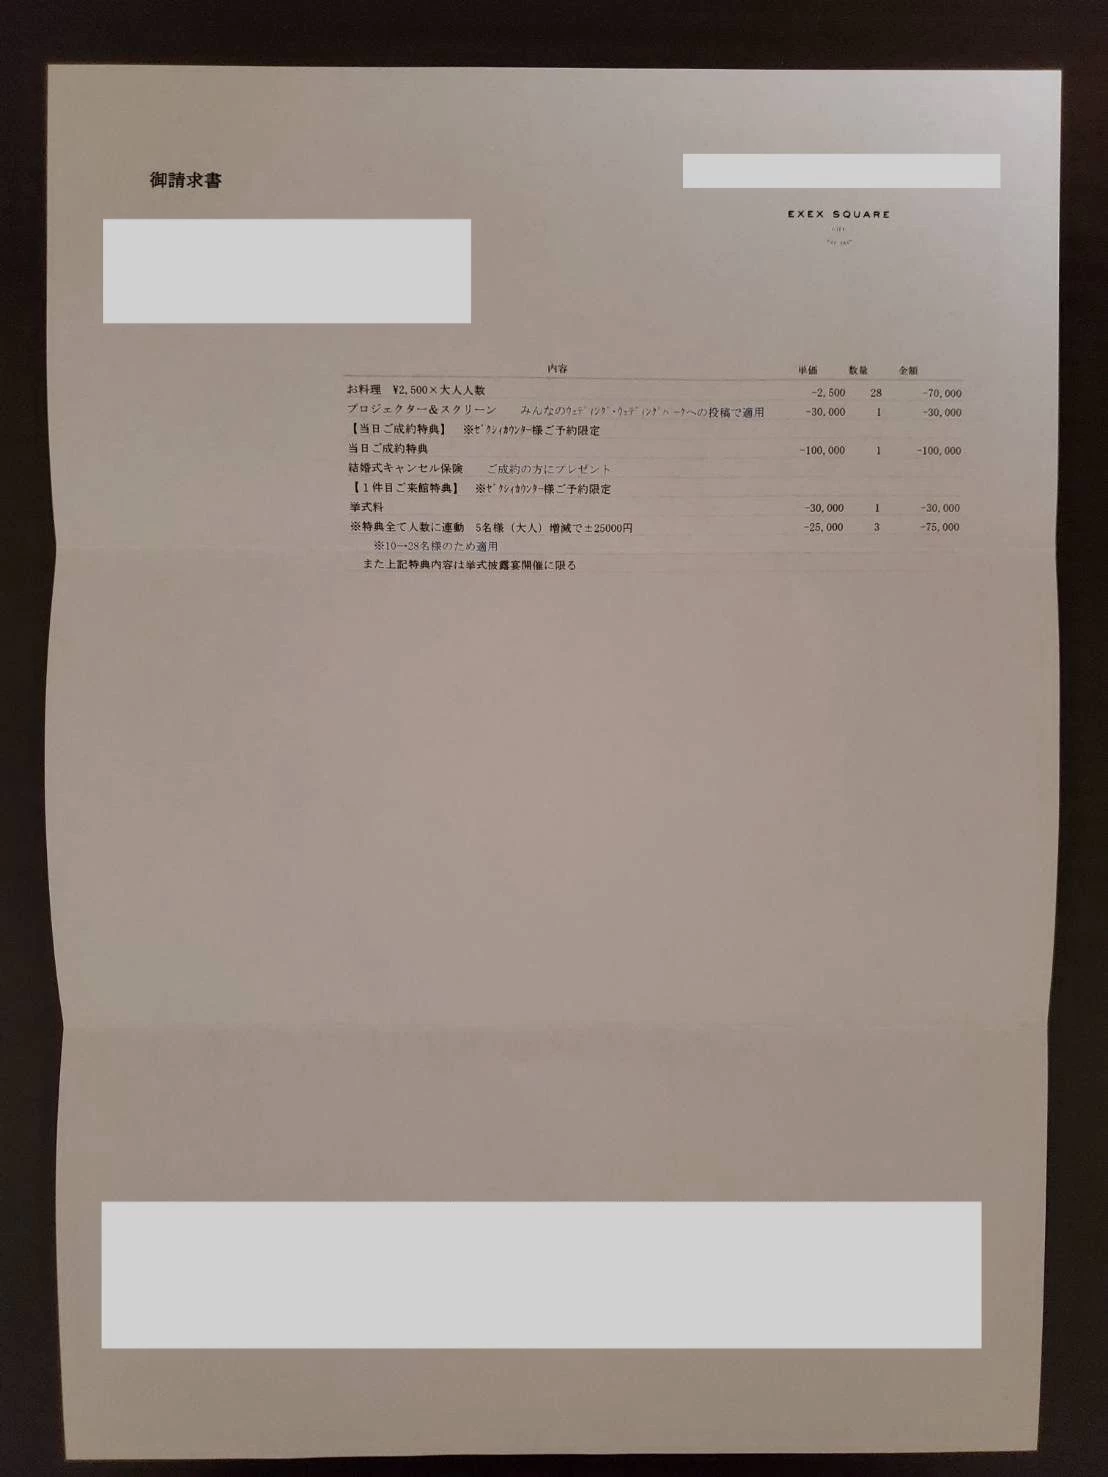 御請求書
EXEX SQUARE
内容 単価 数量 金額
お料理 ¥2,500×大人人数 -2,500 28 -70,000
プロジェクター&スクリーン みんなのｳｪﾃﾞｨﾝｸﾞ・ｳｪﾃﾞｨﾝｸﾞﾊﾟｰｸへの投稿で適用 -30,000 1 -30,000
【当日ご成約特典】 ※ｾﾞｸｼｨｶｳﾝﾀｰ様ご予約限定
当日ご成約特典 -100,000 1 -100,000
結婚式キャンセル保険 ご成約の方にプレゼント
【１件目ご来館特典】 ※ｾﾞｸｼｨｶｳﾝﾀｰ様ご予約限定
挙式料 -30,000 1 -30,000
※特典全て人数に連動 5名様（大人）増減で±25000円 -25,000 3 -75,000
※10→28名様のため適用
また上記特典内容は挙式披露宴開催に限る